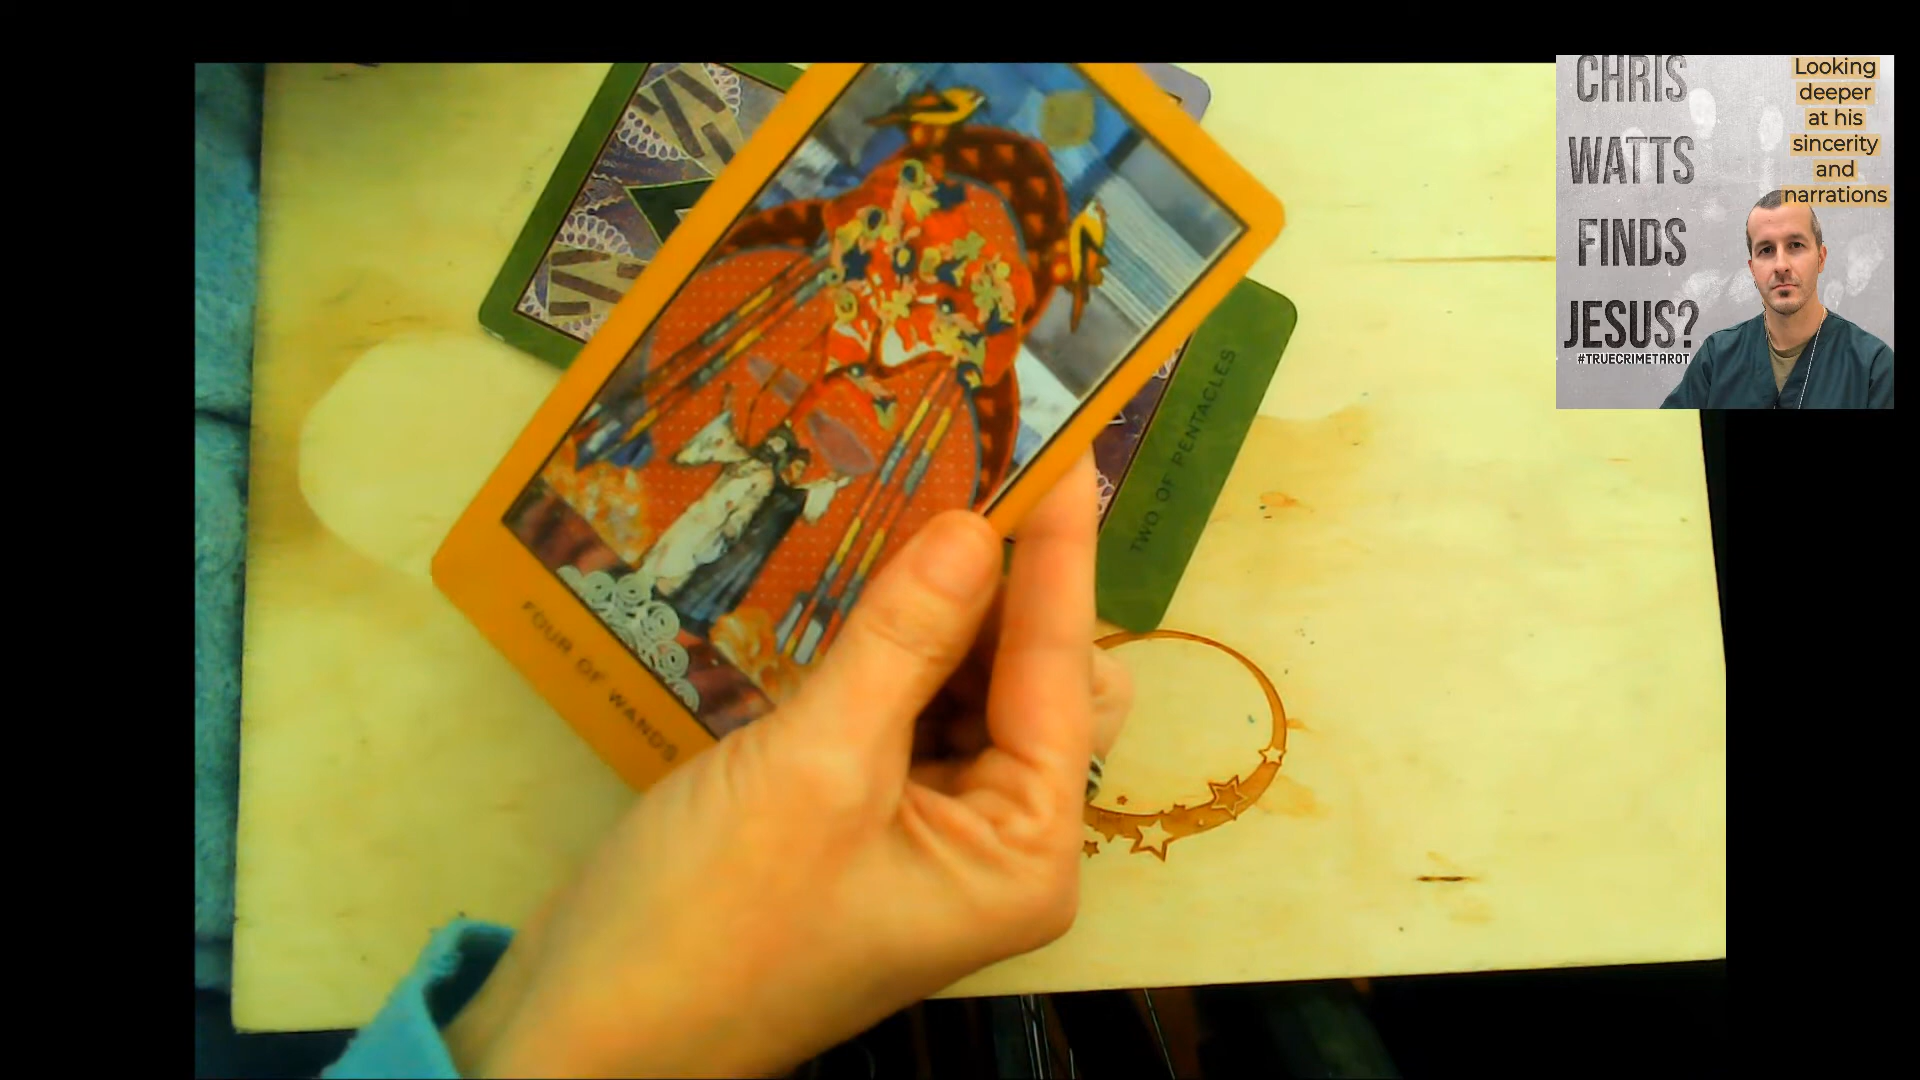 FOUR OF WANDS
TWO OF PENTACLES
CHRIS
WATTS
FINDS
JESUS?
#TRUECRIMETAROT
Looking
deeper
at his
sincerity
and
narrations